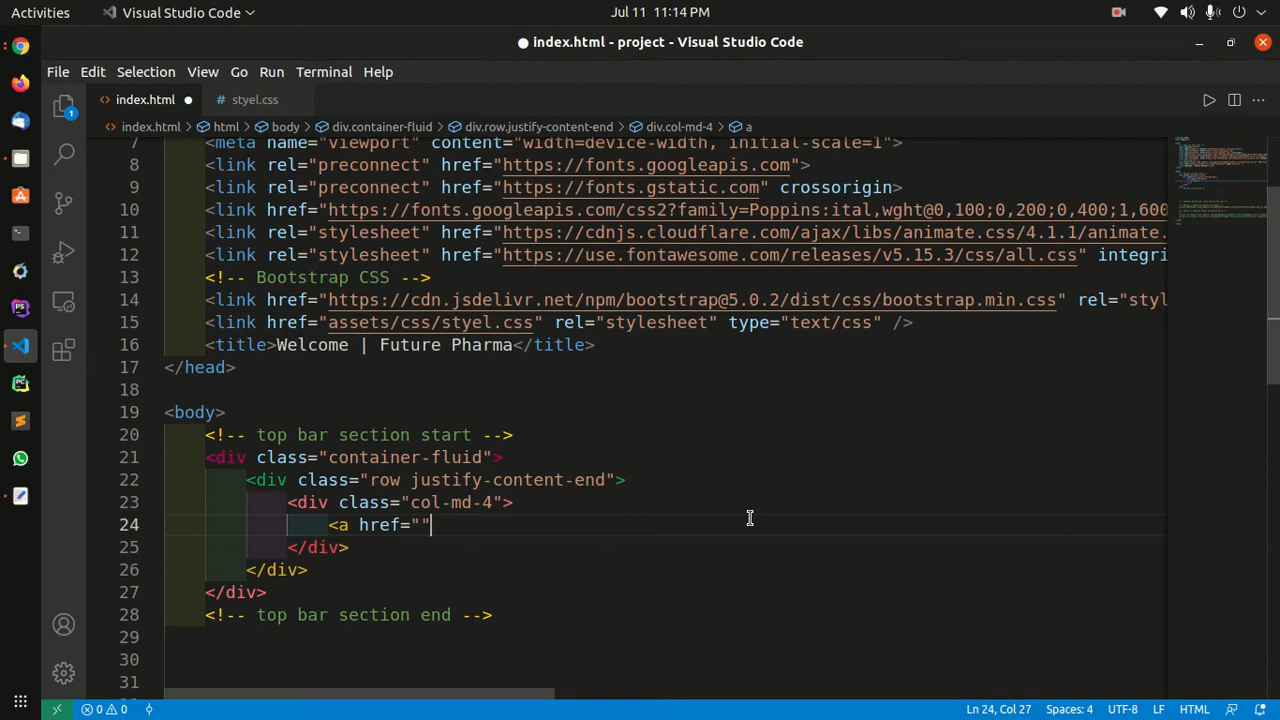 Activities
Visual Studio Code
Jul 11 11:14 PM
index.html - project - Visual Studio Code
File Edit Selection View Go Run Terminal Help
index.html
# styel.css
index.html > html > body > div.container-fluid > div.row.justify-content-end > div.col-md-4 > a
1
7 <meta name="viewport" content="width=device-width, initial-scale=1">
8 <link rel="preconnect" href="https://fonts.googleapis.com">
9 <link rel="preconnect" href="https://fonts.gstatic.com" crossorigin>
10 <link href="https://fonts.googleapis.com/css2?family=Poppins:ital,wght@0,100;0,200;0,400;1,600
11 <link rel="stylesheet" href="https://cdnjs.cloudflare.com/ajax/libs/animate.css/4.1.1/animate.
12 <link rel="stylesheet" href="https://use.fontawesome.com/releases/v5.15.3/css/all.css" integri
13 <!-- Bootstrap CSS -->
14 <link href="https://cdn.jsdelivr.net/npm/bootstrap@5.0.2/dist/css/bootstrap.min.css" rel="styl
15 <link href="assets/css/styel.css" rel="stylesheet" type="text/css" />
16 <title>Welcome | Future Pharma</title>
17 </head>
18
19 <body>
20 <!-- top bar section start -->
21 <div class="container-fluid">
22 <div class="row justify-content-end">
23 <div class="col-md-4">
24 <a href=""
25 </div>
26 </div>
27 </div>
28 <!-- top bar section end -->
29
30
31
0 0 Ln 24, Col 27 Spaces: 4 UTF-8 LF HTML